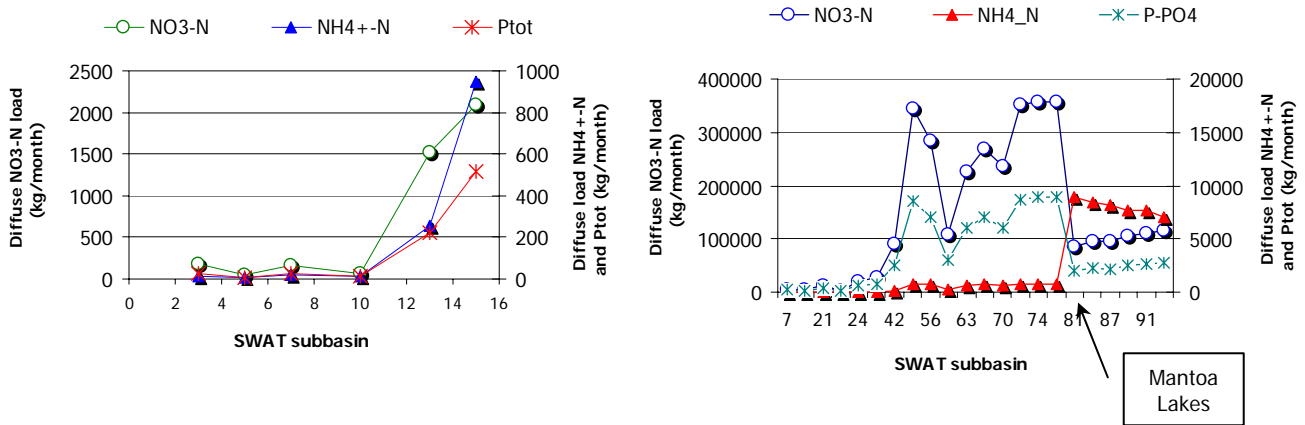 NO3-N NH4+-N Ptot
Diffuse NO3-N load
(kg/month)
2500
2000
1500
1000
500
0
0 2 4 6 8 10 12 14 16
SWAT subbasin
1000
800
600
400
200
0
Diffuse load NH4+-N
and Ptot (kg/month)
NO3-N NH4_N P-PO4
Diffuse NO3-N load
(kg/month)
400000
300000
200000
100000
0
7 21 24 42 56 63 70 74 81 87 91
SWAT subbasin
20000
15000
10000
5000
0
Diffuse load NH4+-N
and Ptot (kg/month)
Mantoa
Lakes